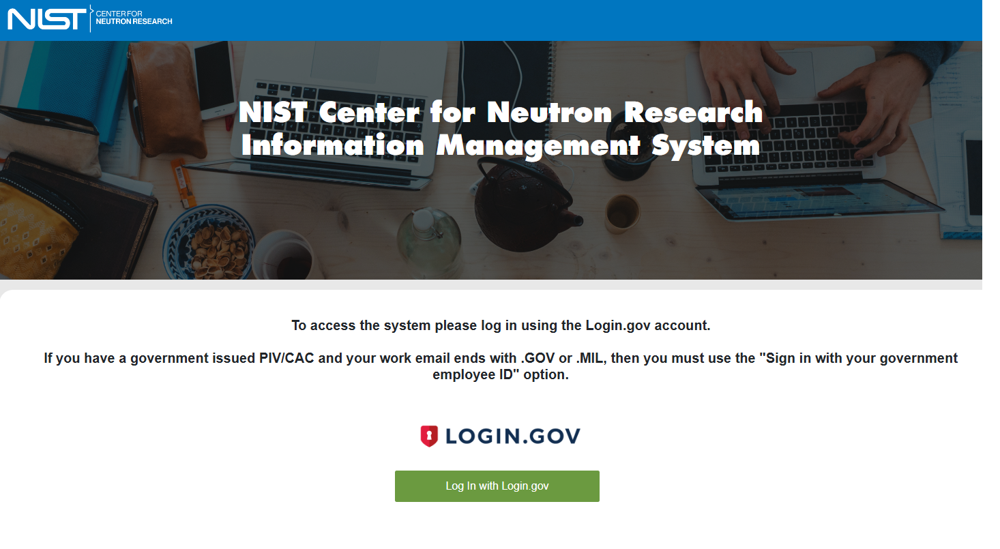 NIST
CENTER FOR
NEUTRON RESEARCH
NIST Center for Neutron Research
Information Management System
To access the system please log in using the Login.gov account.
If you have a government issued PIV/CAC and your work email ends with .GOV or .MIL, then you must use the "Sign in with your government
employee ID" option.
LOGIN.GOV
Log In with Login.gov